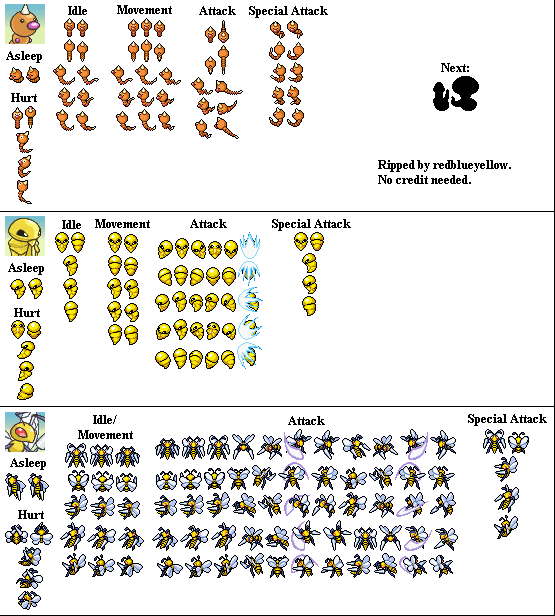 Idle
Movement
Attack
Special Attack
Asleep
Hurt
Next:
Ripped by redblueyellow.
No credit needed.
Idle
Movement
Attack
Special Attack
Asleep
Hurt
Idle/
Movement
Attack
Special Attack
Asleep
Hurt